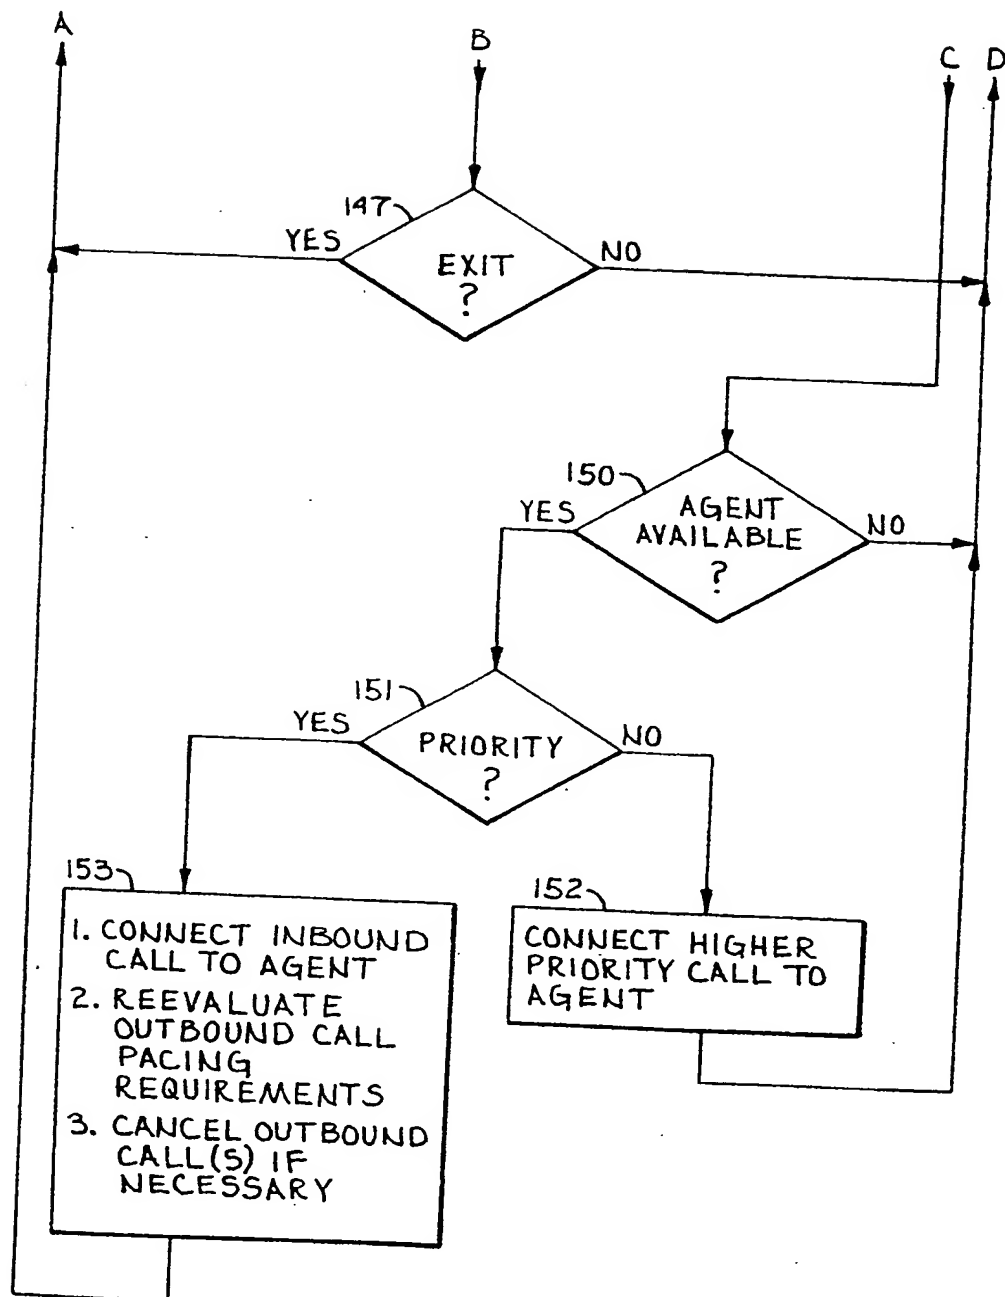 A
B
C D
147
YES
NO
EXIT
?
150
YES
AGENT
AVAILABLE
?
NO
151
YES
PRIORITY
?
NO
153
1. CONNECT INBOUND
CALL TO AGENT
2. REEVALUATE
OUTBOUND CALL
PACING
REQUIREMENTS
3. CANCEL OUTBOUND
CALL(S) IF
NECESSARY
152
CONNECT HIGHER
PRIORITY CALL TO
AGENT